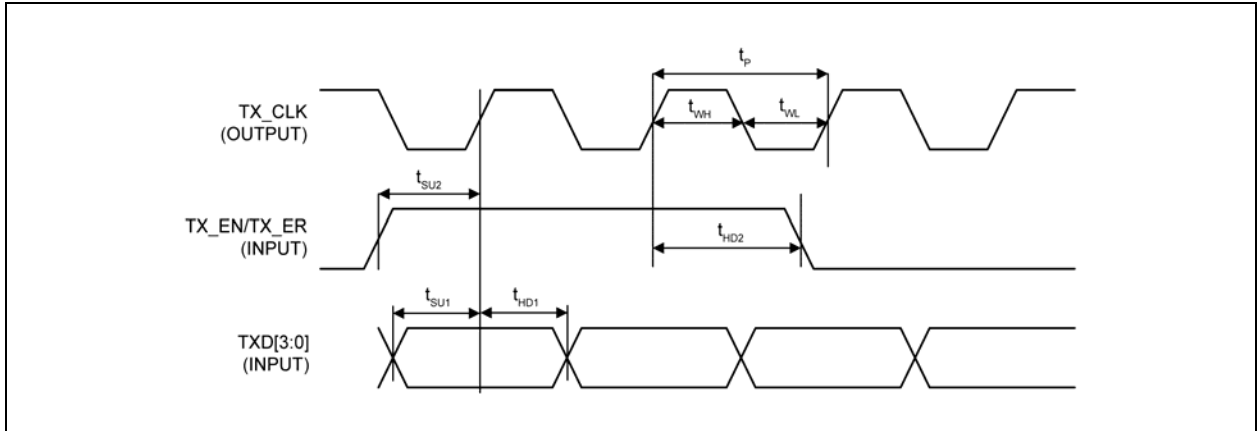 t_P
TX_CLK
(OUTPUT)
t_WH
t_WL
t_SU2
TX_EN/TX_ER
(INPUT)
t_HD2
t_SU1
t_HD1
TXD[3:0]
(INPUT)